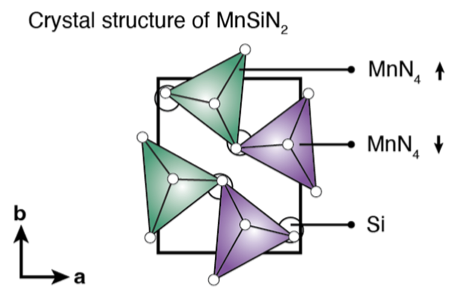 Crystal structure of MnSiN₂
MnN₄ ↑
MnN₄ ↓
Si
b
a